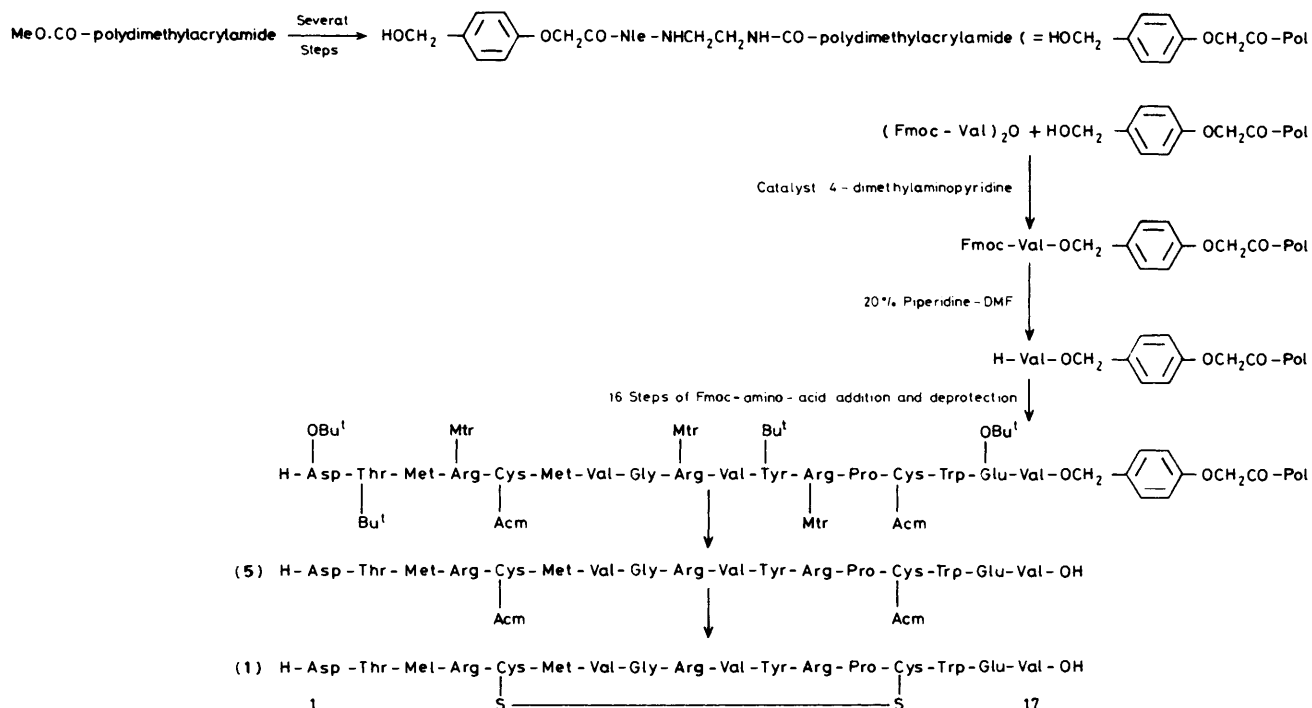 MeO.CO-polydimethylacrylamide Severat Steps HOCH2 OCH2CO-Nle-NHCH2CH2NH-CO-polydimethylacrylamide ( = HOCH2 OCH2CO-Pol
(Fmoc-Val)2O + HOCH2 OCH2CO-Pol
Catalyst 4-dimethylaminopyridine
Fmoc-Val-OCH2 OCH2CO-Pol
20% Piperidine-DMF
H-Val-OCH2 OCH2CO-Pol
16 Steps of Fmoc-amino-acid addition and deprotection
OBut Mtr Mtr But OBut
H-Asp-Thr-Met-Arg-Cys-Met-Val-Gly-Arg-Val-Tyr-Arg-Pro-Cys-Trp-Glu-Val-OCH2 OCH2CO-Pol
But Acm Mtr Acm
(5) H-Asp-Thr-Met-Arg-Cys-Met-Val-Gly-Arg-Val-Tyr-Arg-Pro-Cys-Trp-Glu-Val-OH
Acm Acm
(1) H-Asp-Thr-Mel-Arg-Cys-Met-Val-Gly-Arg-Val-Tyr-Arg-Pro-Cys-Trp-Glu-Val-OH
1 S S 17